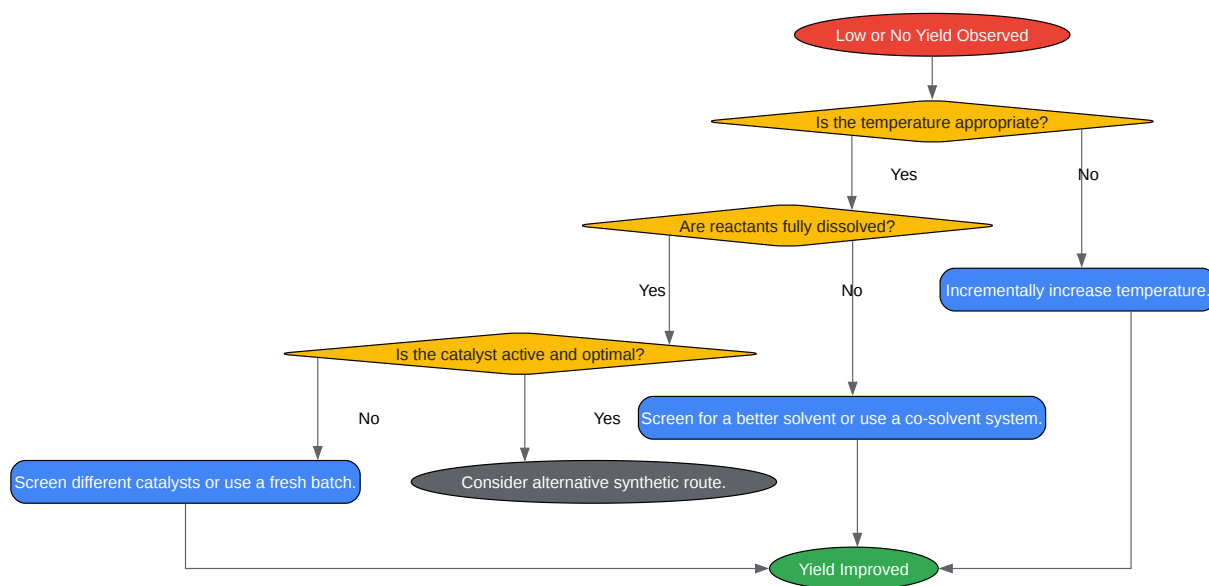 Low or No Yield Observed
Is the temperature appropriate?
Yes
No
Are reactants fully dissolved?
Incrementally increase temperature.
Yes
No
Is the catalyst active and optimal?
No
Yes
Screen for a better solvent or use a co-solvent system.
Screen different catalysts or use a fresh batch.
Consider alternative synthetic route.
Yield Improved